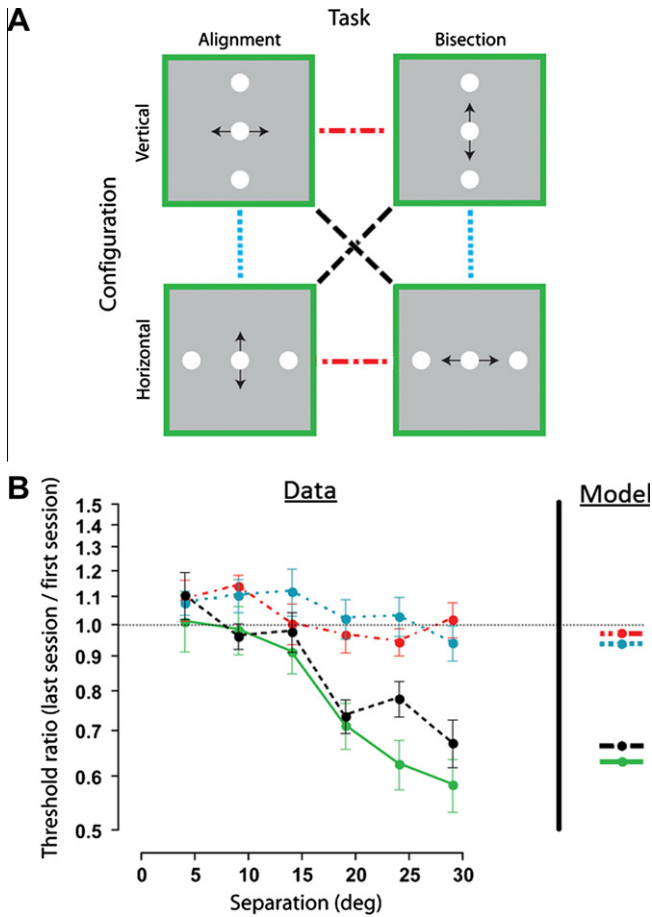 A
Task
Alignment
Bisection
Configuration
Vertical
Horizontal
B
Data
Model
Threshold ratio (last session / first session)
1.5
1.4
1.3
1.2
1.1
1.0
0.9
0.8
0.7
0.6
0.5
0 5 10 15 20 25 30
Separation (deg)